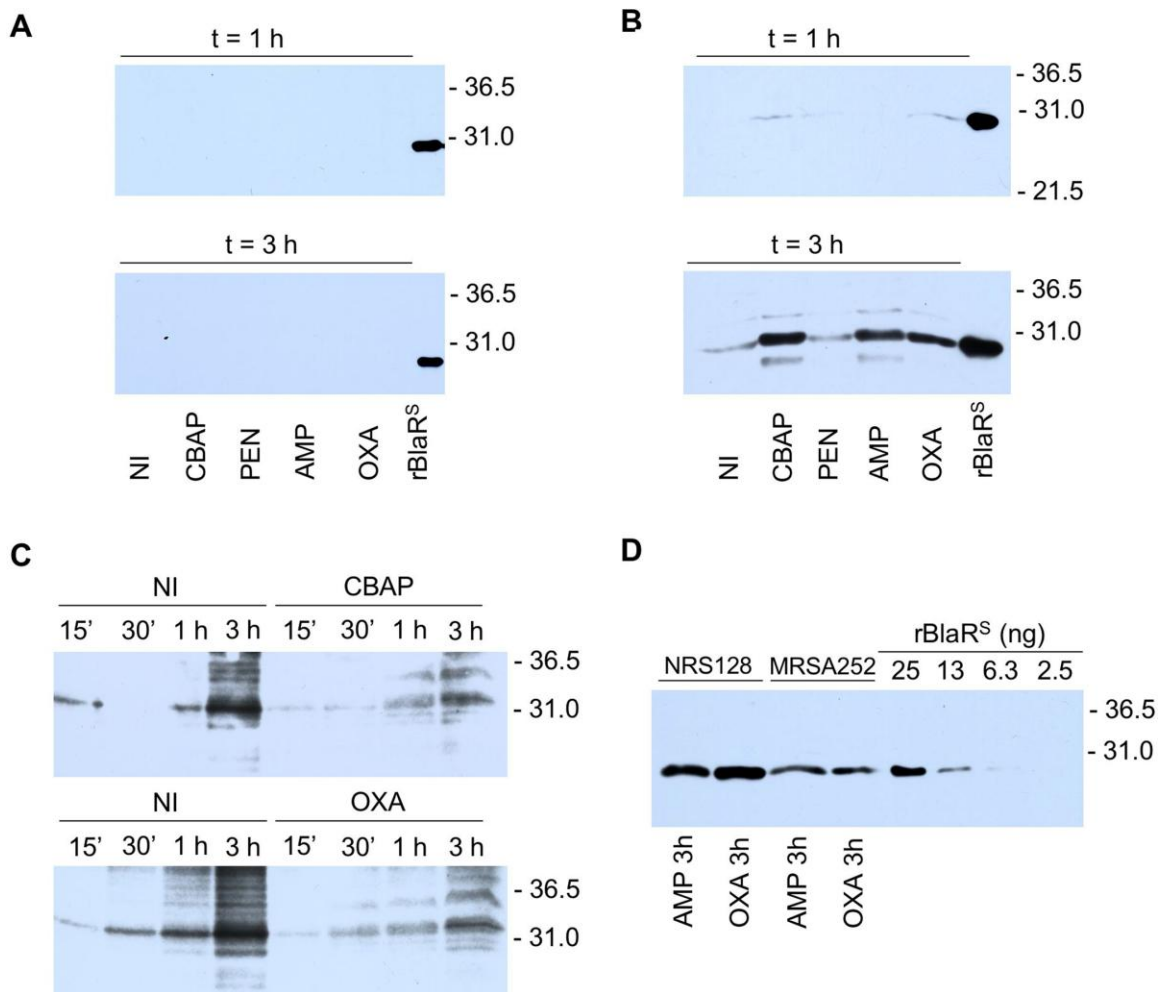 A
t = 1 h
- 36.5
- 31.0
t = 3 h
- 36.5
- 31.0
NI
CBAP
PEN
AMP
OXA
rBlaRˢ
B
t = 1 h
- 36.5
- 31.0
- 21.5
t = 3 h
- 36.5
- 31.0
NI
CBAP
PEN
AMP
OXA
rBlaRˢ
C
NI CBAP
15’ 30’ 1 h 3 h 15’ 30’ 1 h 3 h
- 36.5
- 31.0
NI OXA
15’ 30’ 1 h 3 h 15’ 30’ 1 h 3 h
- 36.5
- 31.0
D
rBlaRˢ (ng)
NRS128 MRSA252 25 13 6.3 2.5
- 36.5
- 31.0
AMP 3h
OXA 3h
AMP 3h
OXA 3h